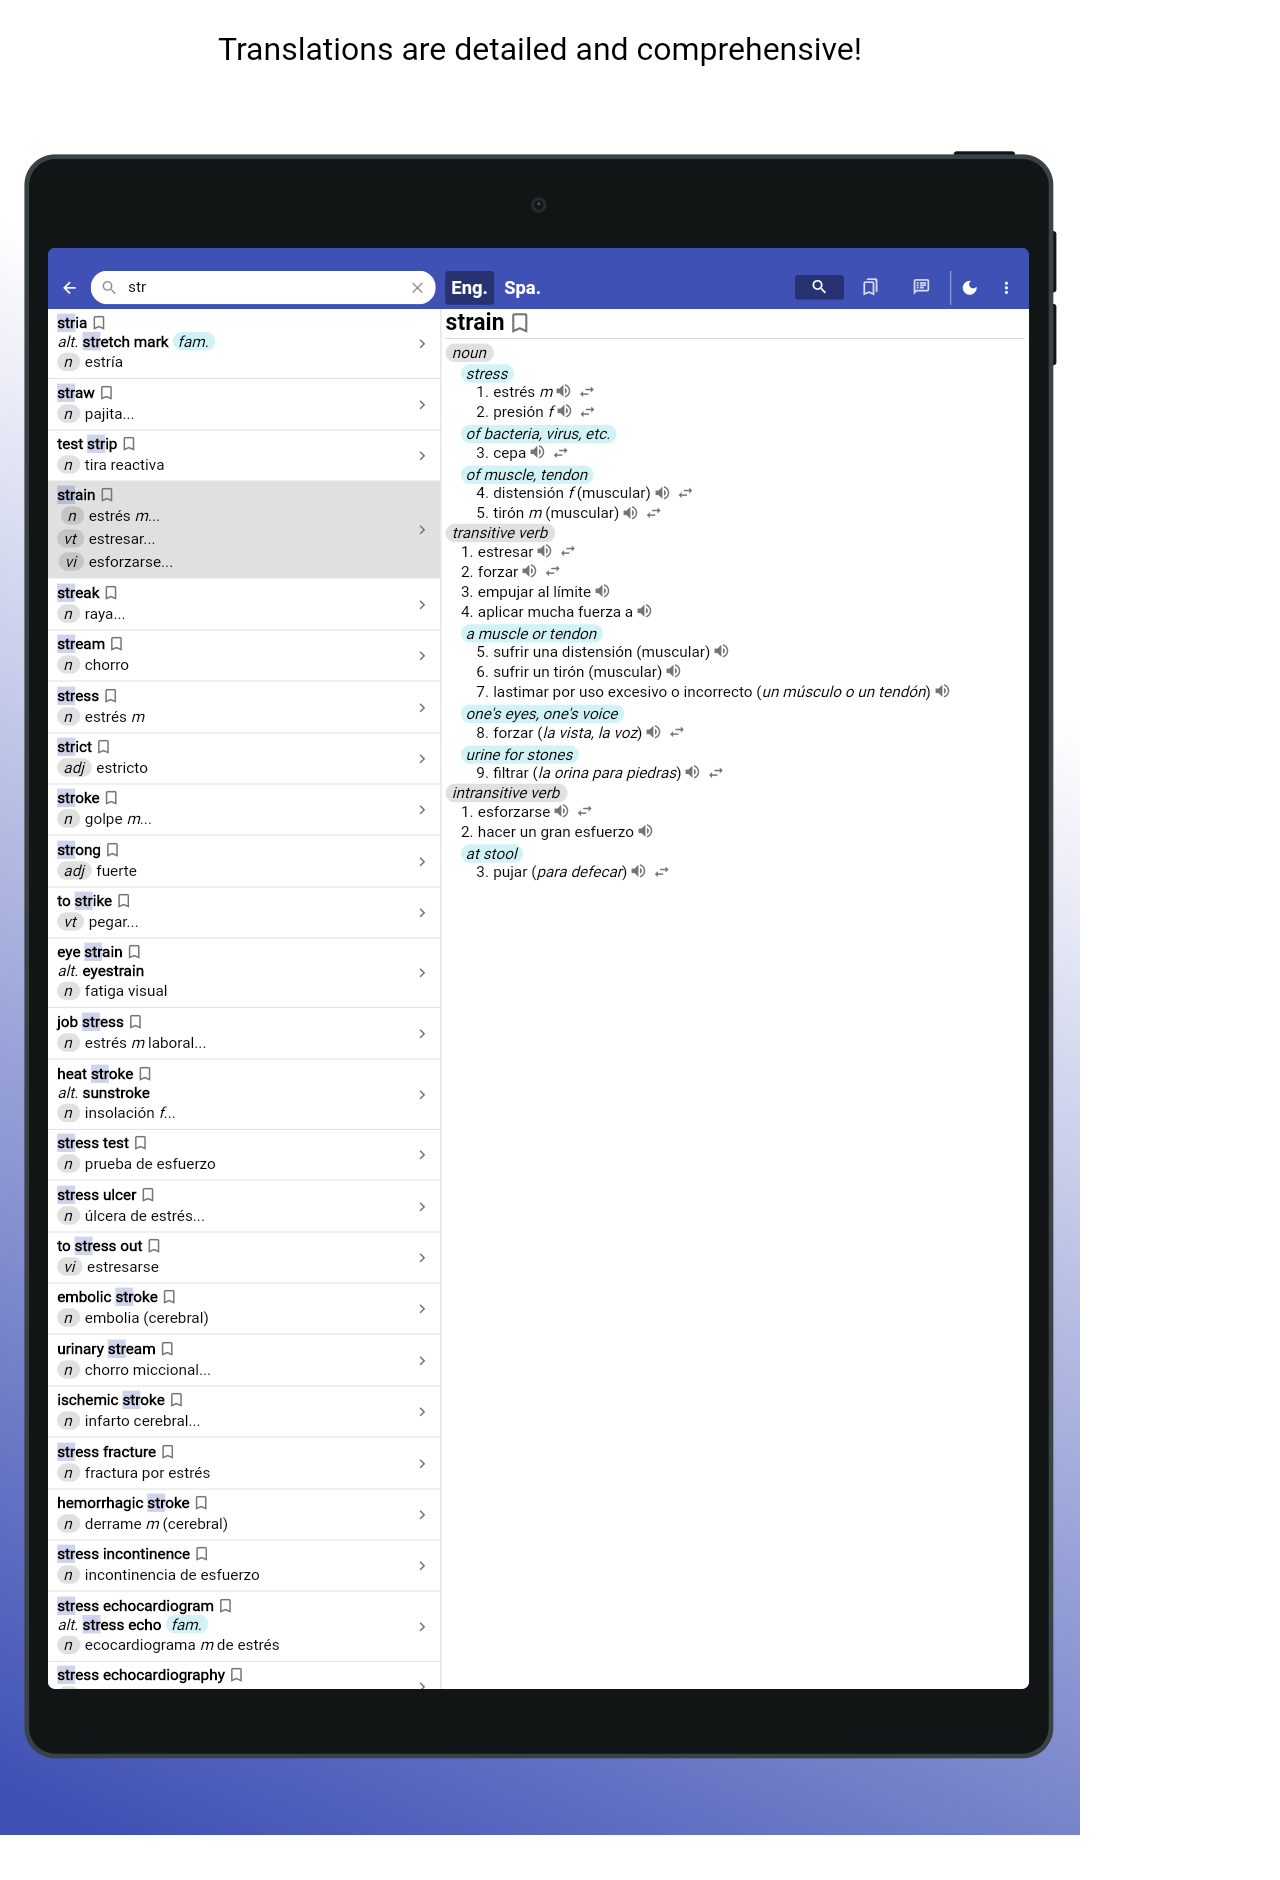 Translations are detailed and comprehensive!
str
Eng. Spa.
stria
alt. stretch mark fam.
n estría
straw
n pajita...
test strip
n tira reactiva
strain
n estrés m...
vt estresar...
vi esforzarse...
streak
n raya...
stream
n chorro
stress
n estrés m
strict
adj estricto
stroke
n golpe m...
strong
adj fuerte
to strike
vt pegar...
eye strain
alt. eyestrain
n fatiga visual
job stress
n estrés m laboral...
heat stroke
alt. sunstroke
n insolación f...
stress test
n prueba de esfuerzo
stress ulcer
n úlcera de estrés...
to stress out
vi estresarse
embolic stroke
n embolia (cerebral)
urinary stream
n chorro miccional...
ischemic stroke
n infarto cerebral...
stress fracture
n fractura por estrés
hemorrhagic stroke
n derrame m (cerebral)
stress incontinence
n incontinencia de esfuerzo
stress echocardiogram
alt. stress echo fam.
n ecocardiograma m de estrés
stress echocardiography
strain
noun
stress
1. estrés m
2. presión f
of bacteria, virus, etc.
3. cepa
of muscle, tendon
4. distensión f (muscular)
5. tirón m (muscular)
transitive verb
1. estresar
2. forzar
3. empujar al límite
4. aplicar mucha fuerza a
a muscle or tendon
5. sufrir una distensión (muscular)
6. sufrir un tirón (muscular)
7. lastimar por uso excesivo o incorrecto (un músculo o un tendón)
one's eyes, one's voice
8. forzar (la vista, la voz)
urine for stones
9. filtrar (la orina para piedras)
intransitive verb
1. esforzarse
2. hacer un gran esfuerzo
at stool
3. pujar (para defecar)